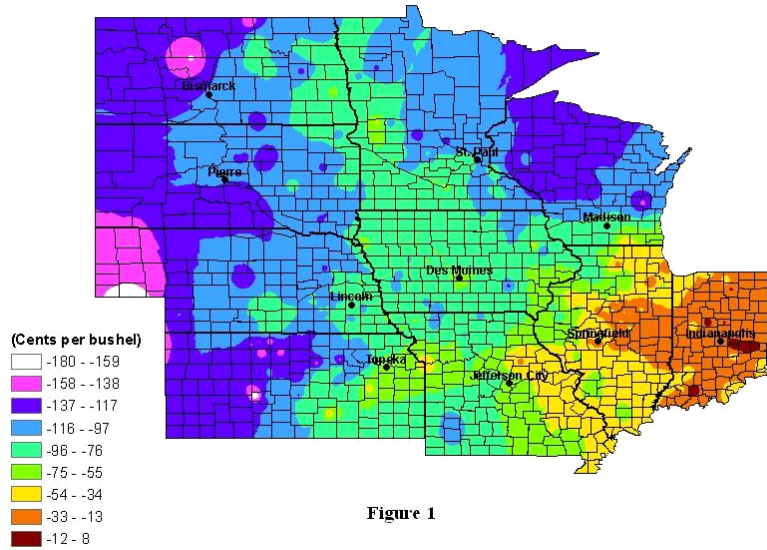 Bismarck
St. Paul
Pierre
Madison
Des Moines
Lincoln
Springfield
Indianapolis
Topeka
Jefferson City
(Cents per bushel)
-180 - -159
-158 - -138
-137 - -117
-116 - -97
-96 - -76
-75 - -55
-54 - -34
-33 - -13
-12 - 8
Figure 1